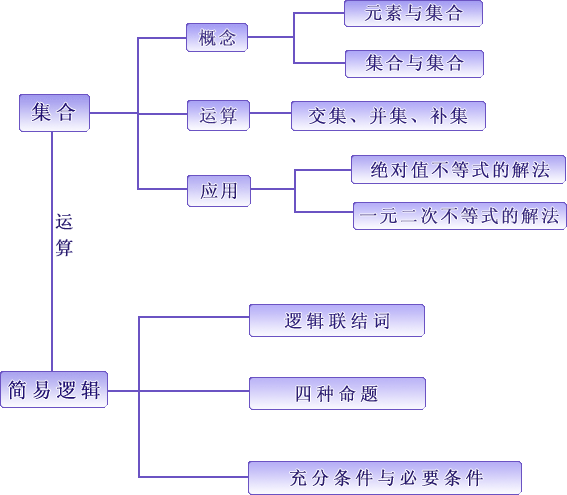 元素与集合
概念
集合与集合
集合
运算
交集、并集、补集
绝对值不等式的解法
应用
一元二次不等式的解法
运算
逻辑联结词
简易逻辑
四种命题
充分条件与必要条件